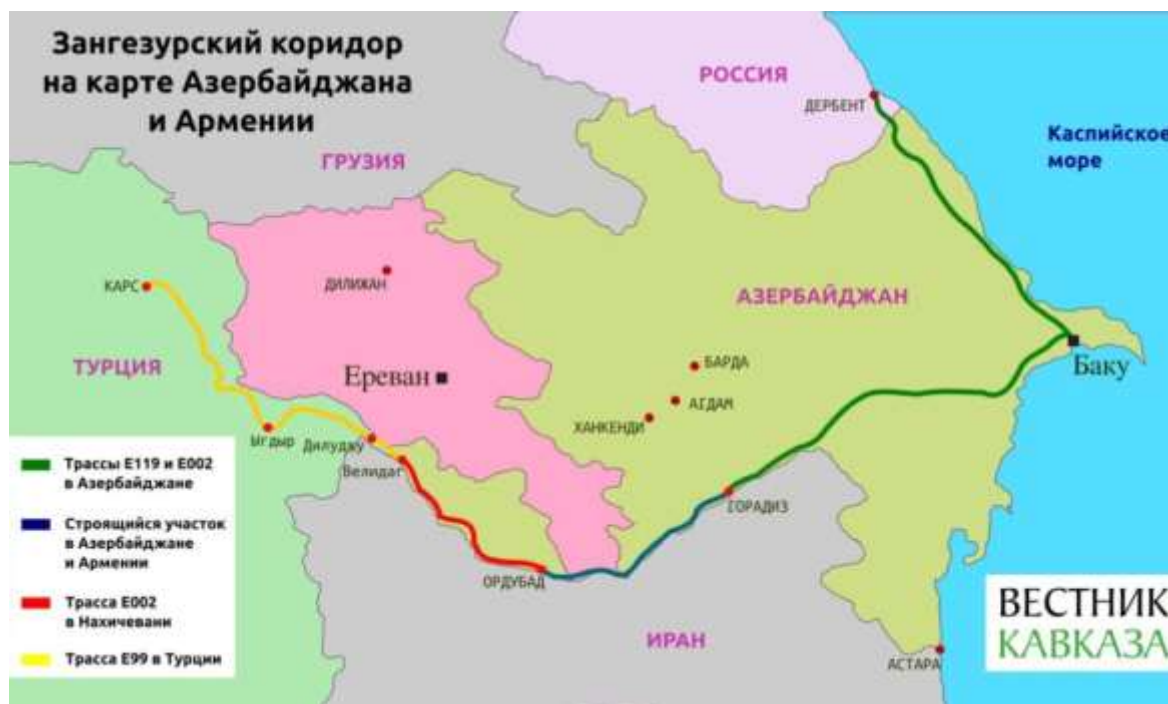 Зангезурский коридор
на карте Азербайджана
и Армении
РОССИЯ
ДЕРБЕНТ
Каспийское
море
ГРУЗИЯ
КАРС
ДИЛИЖАН
АЗЕРБАЙДЖАН
ТУРЦИЯ
Ереван
БАРДА
Баку
АГДАМ
ХАНКЕНДИ
Ыгдыр
Дилуджу
Велидаг
ГОРАДИЗ
ОРДУБАД
ИРАН
АСТАРА
Трассы Е119 и Е002
в Азербайджане
Строящийся участок
в Азербайджане
и Армении
Трасса Е002
в Нахичевани
Трасса Е99 в Турции
ВЕСТНИК
КАВКАЗА